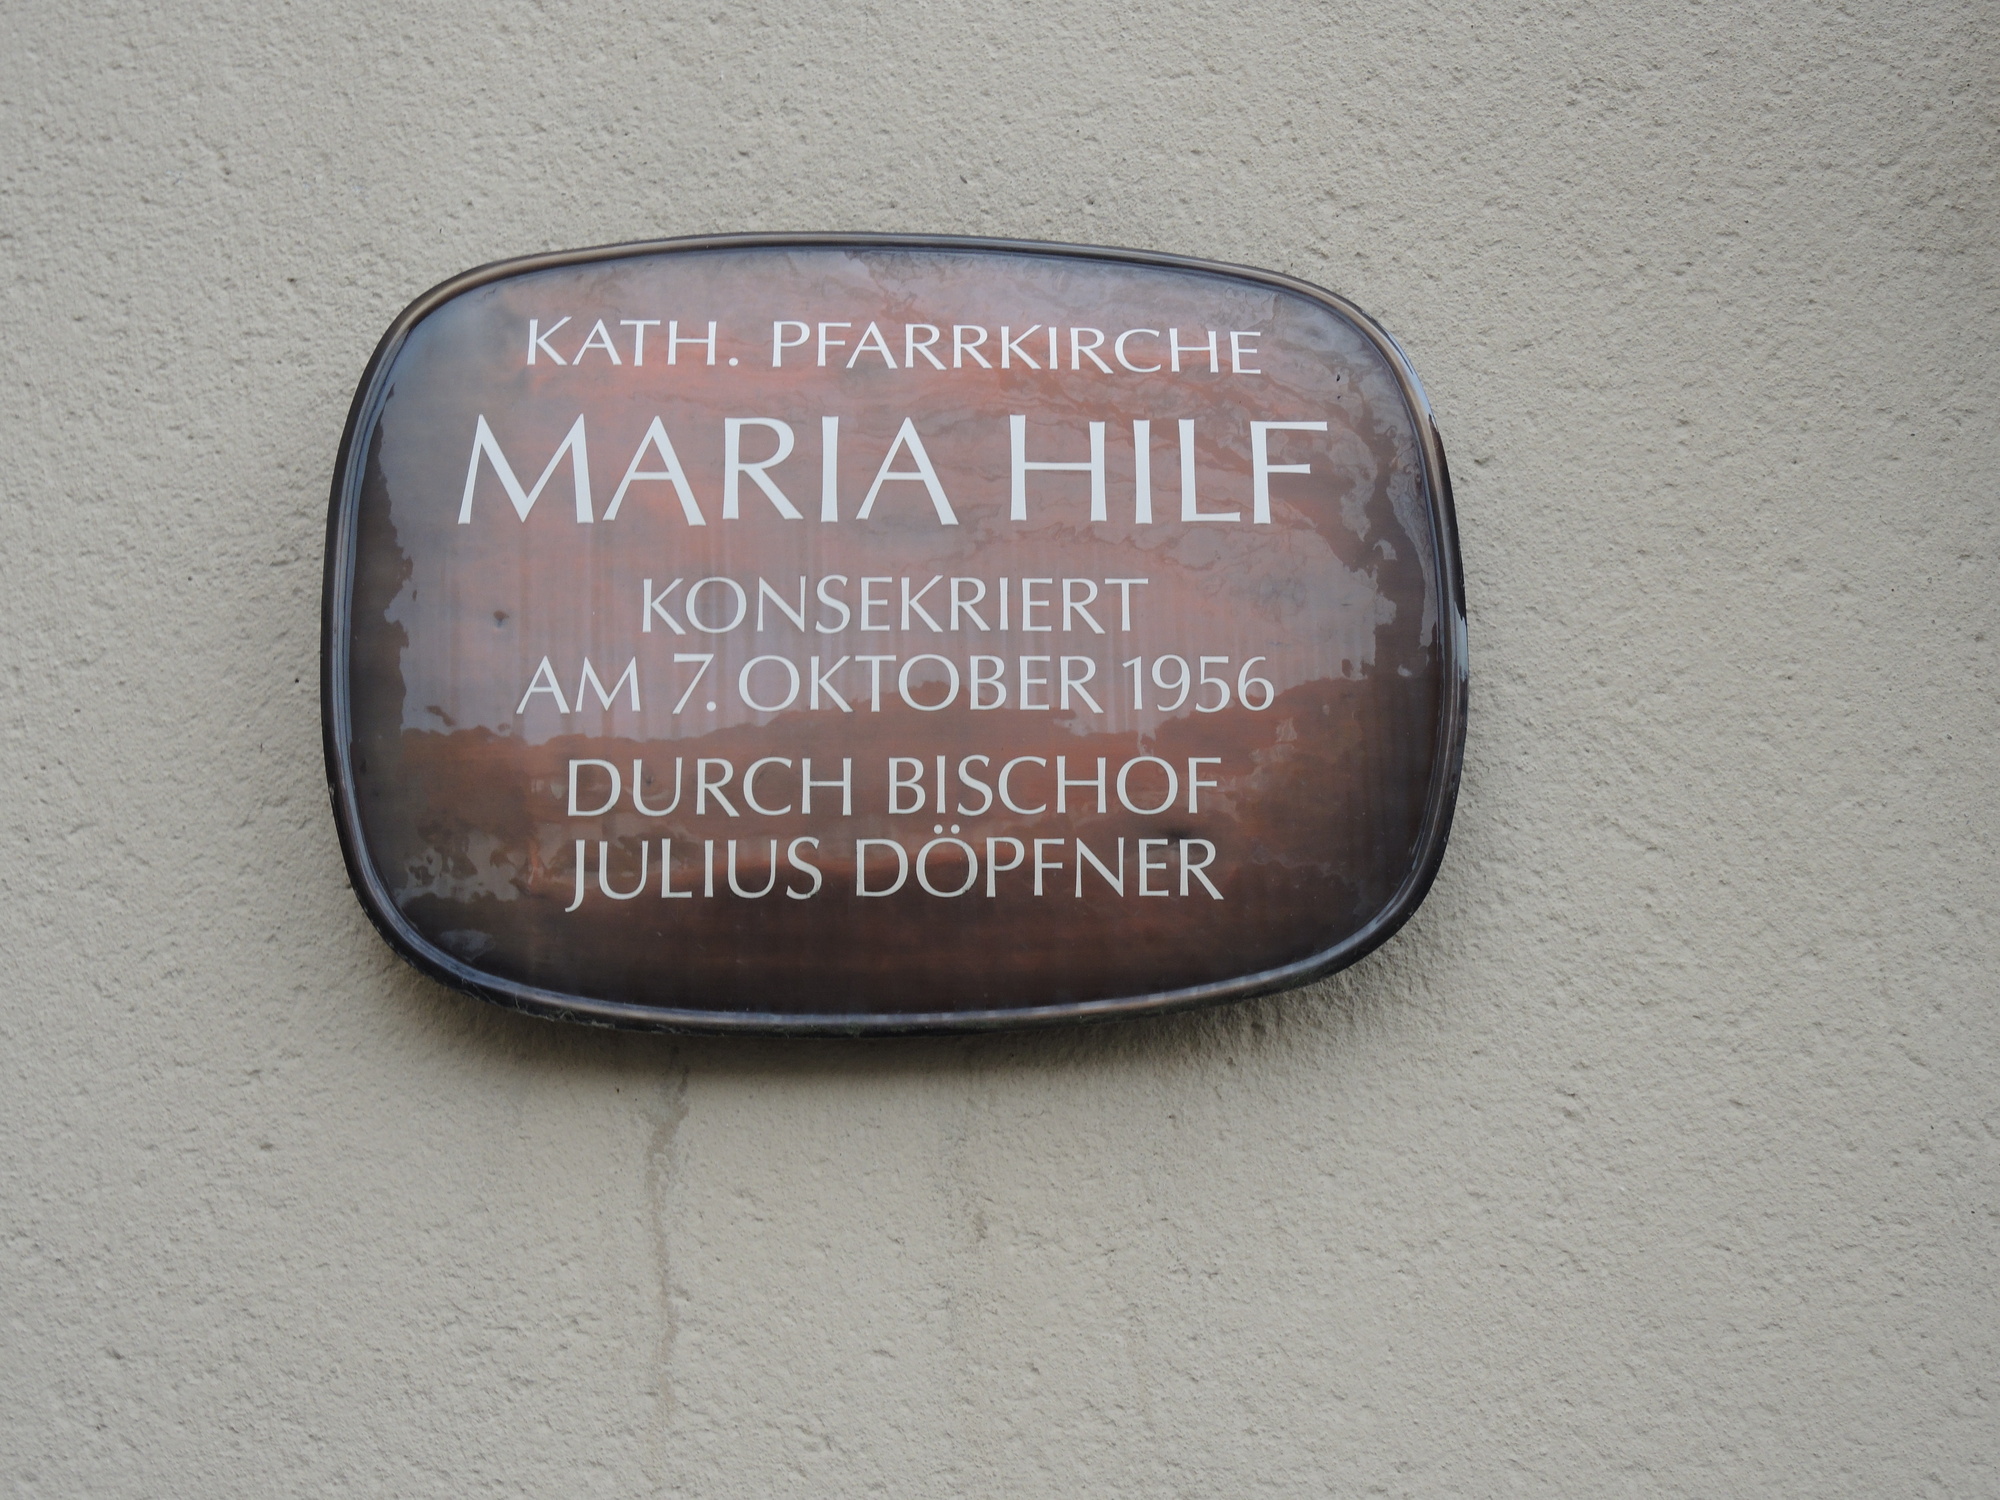 KATH. PFARRKIRCHE
MARIA HILF
KONSEKRIERT
AM 7. OKTOBER 1956
DURCH BISCHOF
JULIUS DÖPFNER